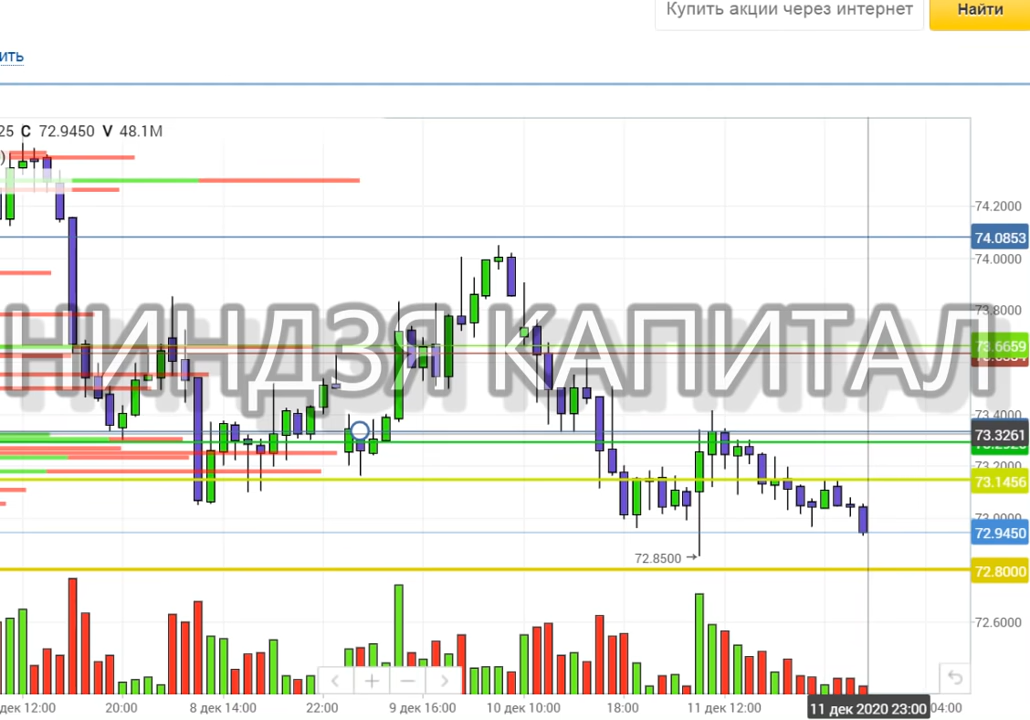 Купить акции через интернет
Найти
ить
25 C 72.9450 V 48.1M
)
74.2000
74.0853
74.0000
73.8000
НИНДЗЯ КАПИТАЛ
73.6659
73.4000
73.3261
73.2000
73.1456
73.0000
72.9450
72.8500
72.8000
72.6000
дек 12:00 20:00 8 дек 14:00 22:00 9 дек 16:00 10 дек 10:00 18:00 11 дек 12:00 11 дек 2020 23:00 04:00